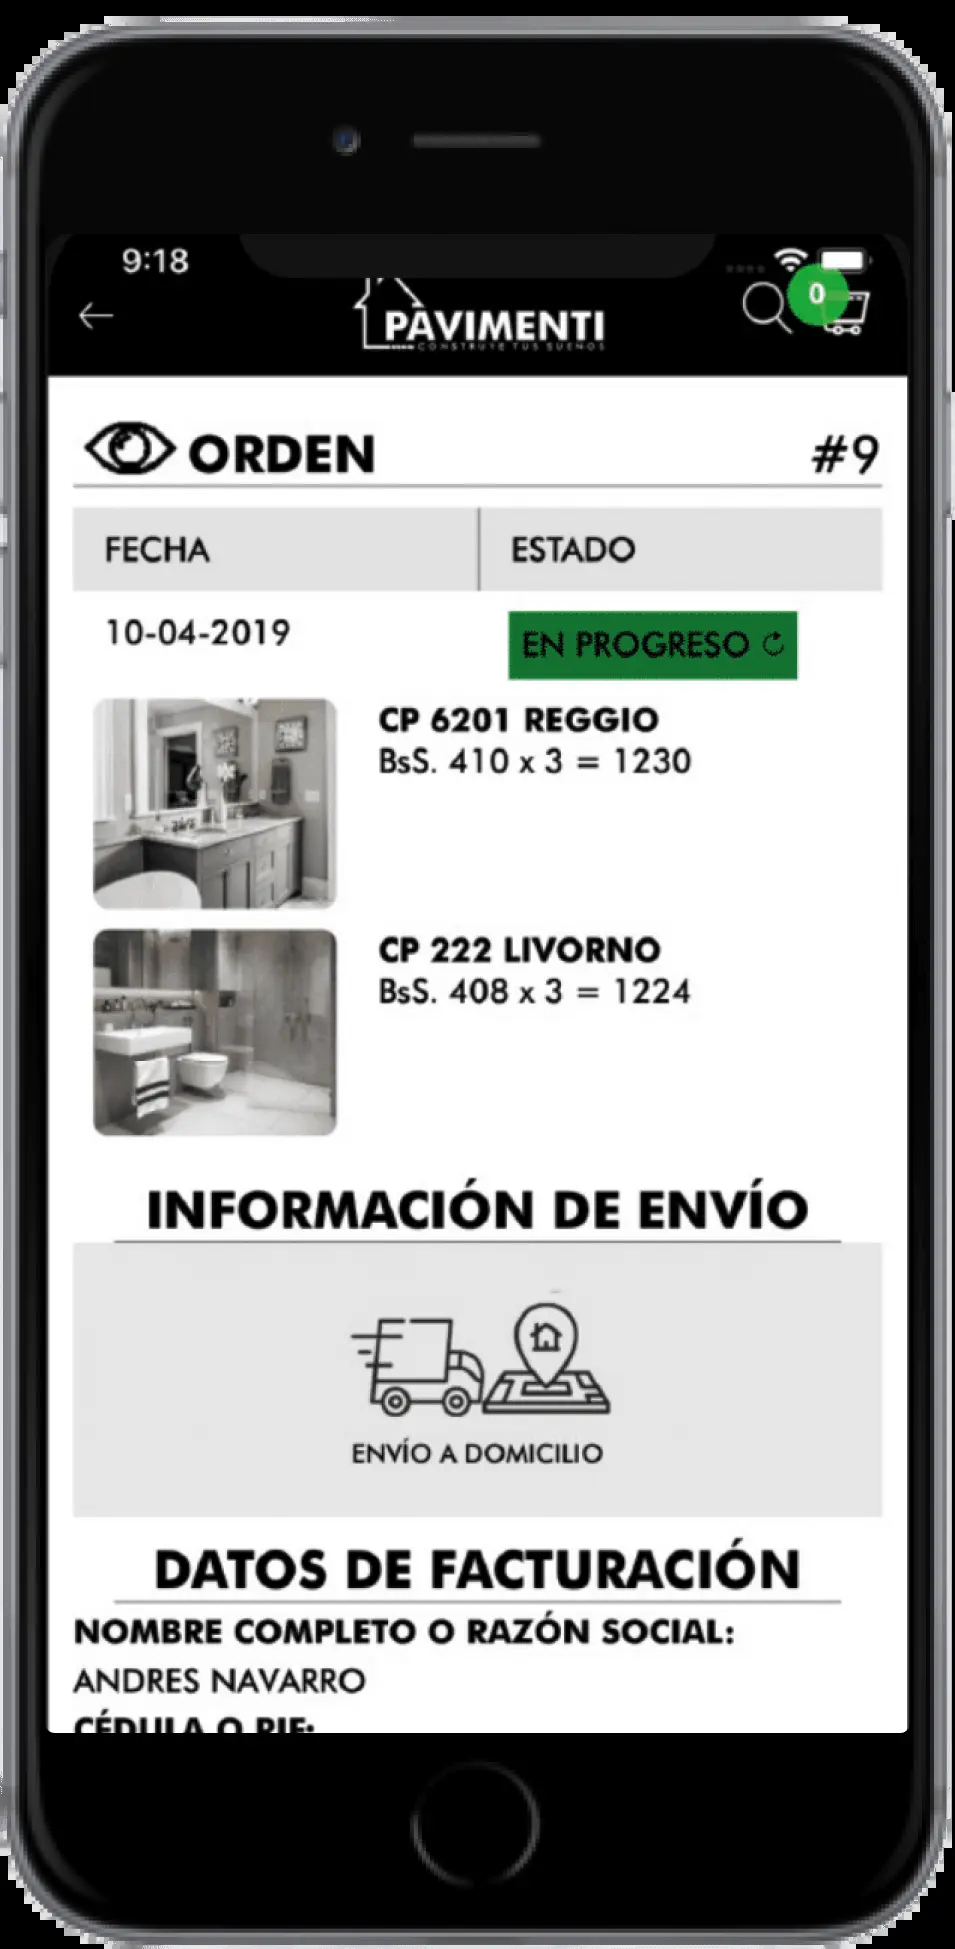 9:18
0
PAVIMENTI
CONSTRUYE TUS SUEÑOS
ORDEN #9
FECHA ESTADO
10-04-2019 EN PROGRESO
CP 6201 REGGIO
BsS. 410 x 3 = 1230
CP 222 LIVORNO
BsS. 408 x 3 = 1224
INFORMACIÓN DE ENVÍO
ENVÍO A DOMICILIO
DATOS DE FACTURACIÓN
NOMBRE COMPLETO O RAZÓN SOCIAL:
ANDRES NAVARRO
CÉDULA O RIF: